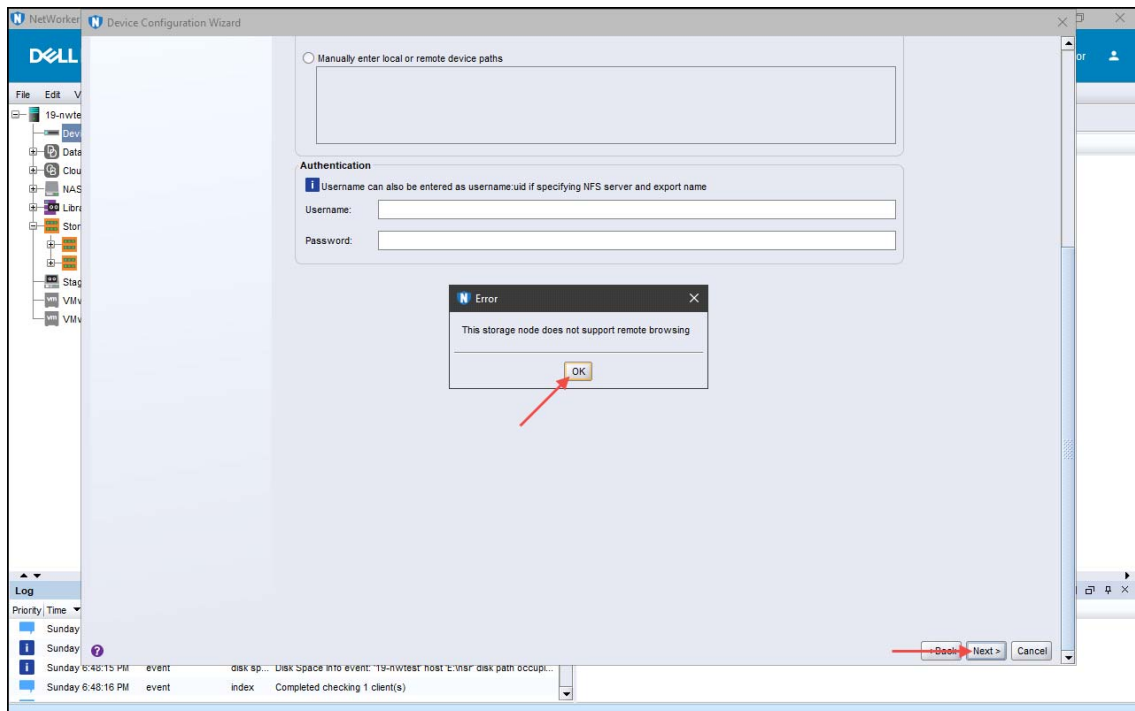 NetWorker
Device Configuration Wizard
DELL
or
File Edit V
Manually enter local or remote device paths
19-nwte
Devi
Data
Clou
NAS
Libra
Stor
Stag
VMv
VMv
Authentication
Username can also be entered as username:uid if specifying NFS server and export name
Username:
Password:
Error
This storage node does not support remote browsing
OK
Log
Priority Time
Sunday
Sunday
< Back Next > Cancel
Sunday 6:48:15 PM event disk sp... Disk Space info event: '19-nwtest' host 'E:\nsr' disk path occupi...
Sunday 6:48:16 PM event index Completed checking 1 client(s)